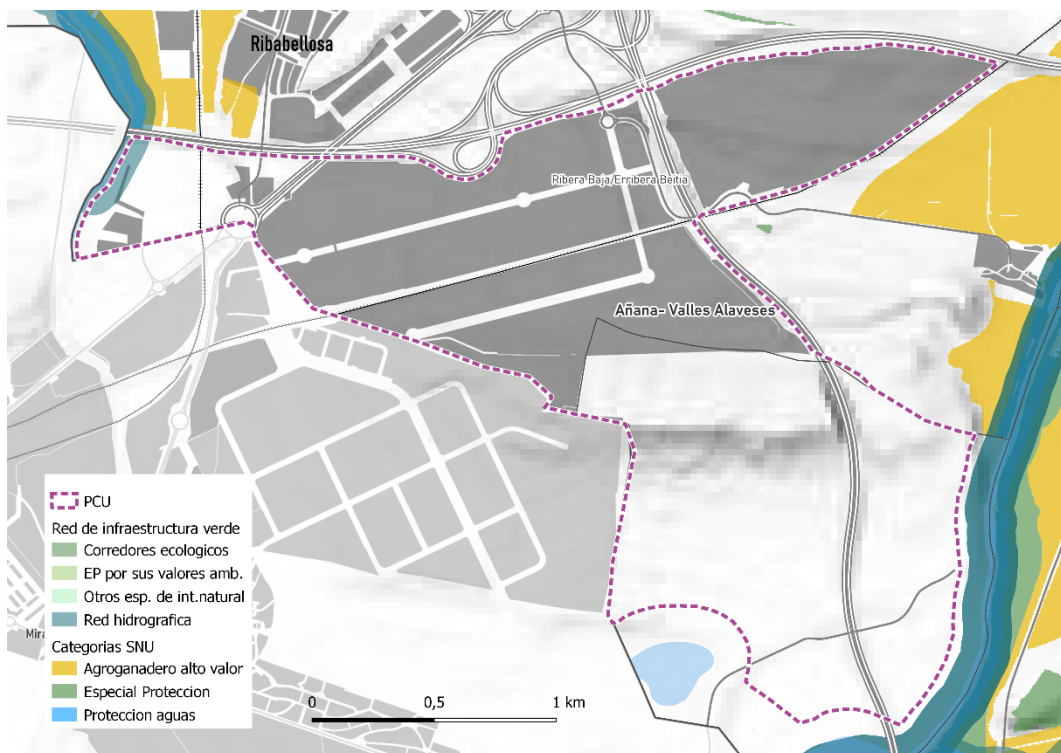 Ribabellosa
Ribera Baja/Erribera Beitia
Añana- Valles Alaveses
PCU
Red de infraestructura verde
Corredores ecologicos
EP por sus valores amb.
Otros esp. de int.natural
Red hidrografica
Mira
Categorias SNU
Agroganadero alto valor
Especial Proteccion
Proteccion aguas
0 0,5 1 km